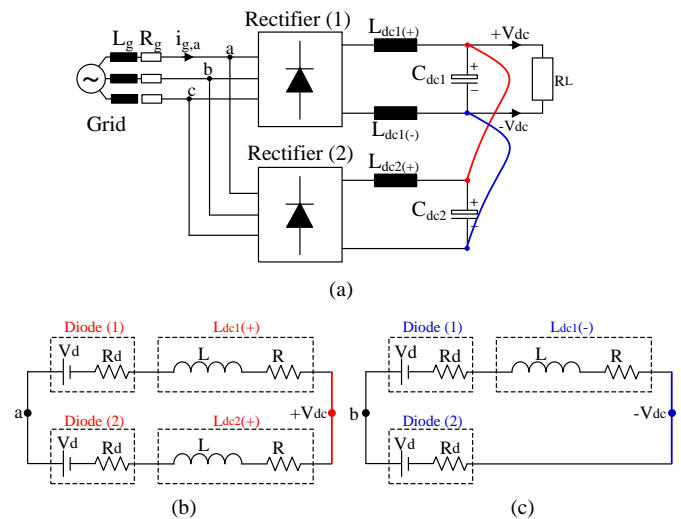 Rectifier (1)
Lg Rg ig,a a
Ldc1(+)
+Vdc
b
c
Cdc1
+
−
RL
Grid
Ldc1(-)
-Vdc
Rectifier (2)
Ldc2(+)
Cdc2
+
−
(a)
Diode (1)
Ldc1(+)
Vd
Rd
L
R
a
+Vdc
Diode (2)
Ldc2(+)
Vd
Rd
L
R
(b)
Diode (1)
Ldc1(-)
Vd
Rd
L
R
b
-Vdc
Diode (2)
Vd
Rd
(c)